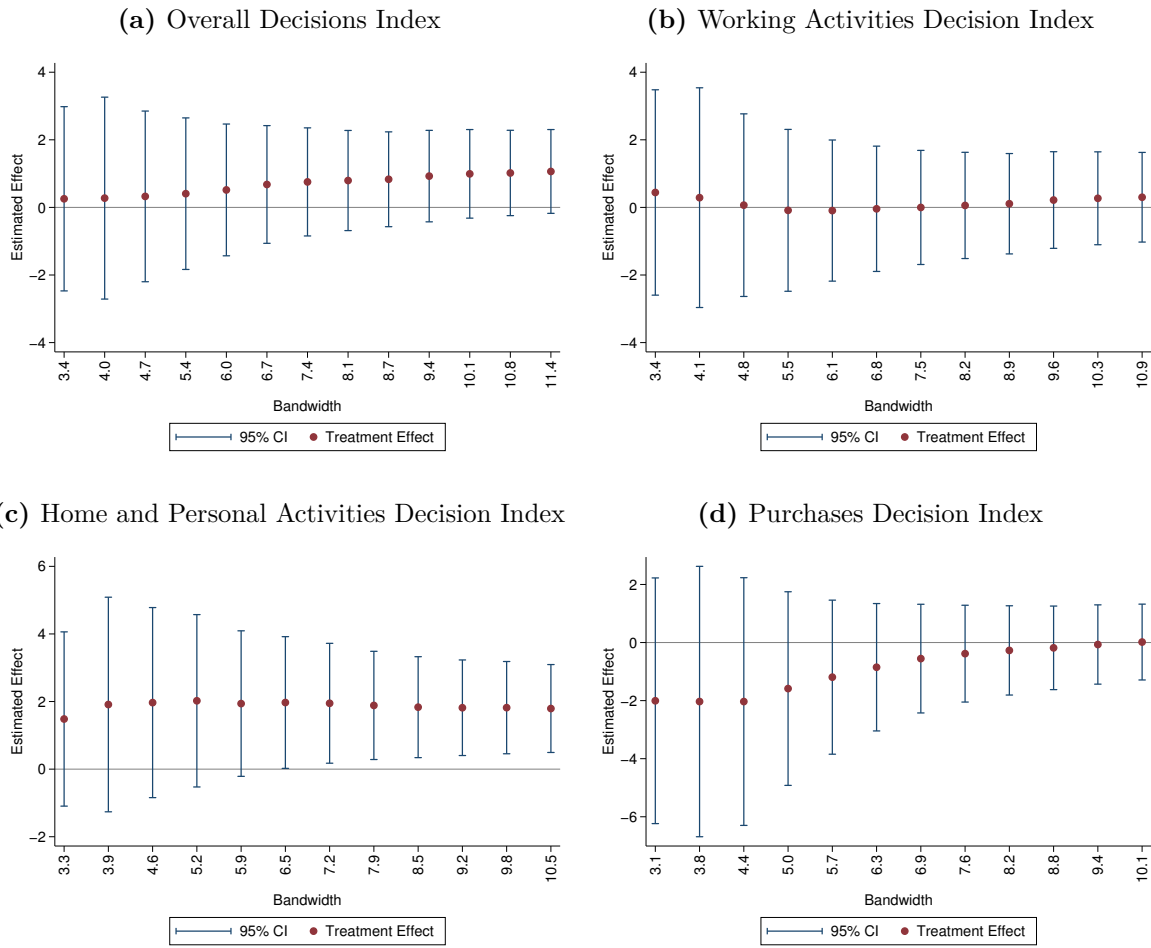 (a) Overall Decisions Index
Estimated Effect
4
2
0
−2
−4
3.4 4.0 4.7 5.4 6.0 6.7 7.4 8.1 8.7 9.4 10.1 10.8 11.4
Bandwidth
95% CI Treatment Effect
(b) Working Activities Decision Index
Estimated Effect
4
2
0
−2
−4
3.4 4.1 4.8 5.5 6.1 6.8 7.5 8.2 8.9 9.6 10.3 10.9
Bandwidth
95% CI Treatment Effect
(c) Home and Personal Activities Decision Index
Estimated Effect
6
4
2
0
−2
3.3 3.9 4.6 5.2 5.9 6.5 7.2 7.9 8.5 9.2 9.8 10.5
Bandwidth
95% CI Treatment Effect
(d) Purchases Decision Index
Estimated Effect
2
0
−2
−4
−6
3.1 3.8 4.4 5.0 5.7 6.3 6.9 7.6 8.2 8.8 9.4 10.1
Bandwidth
95% CI Treatment Effect